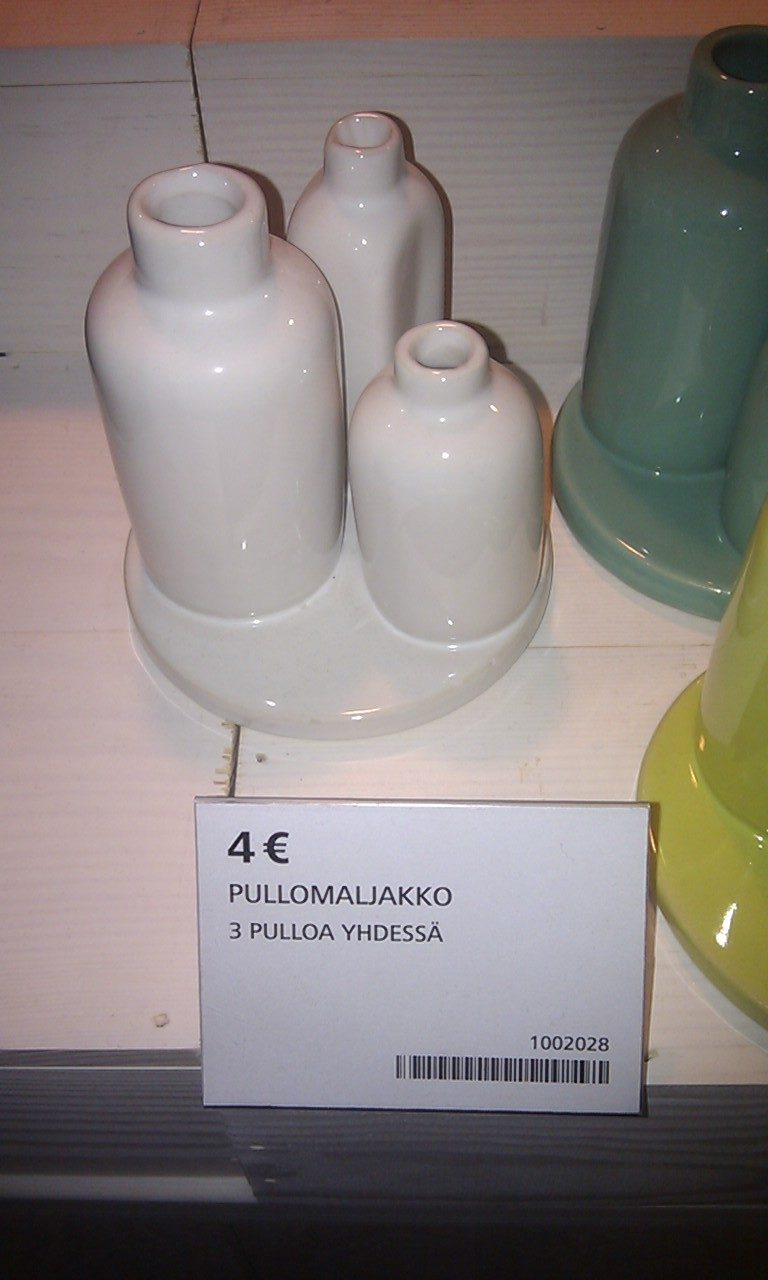 4 €
PULLOMALJAKKO
3 PULLOA YHDESSÄ
1002028